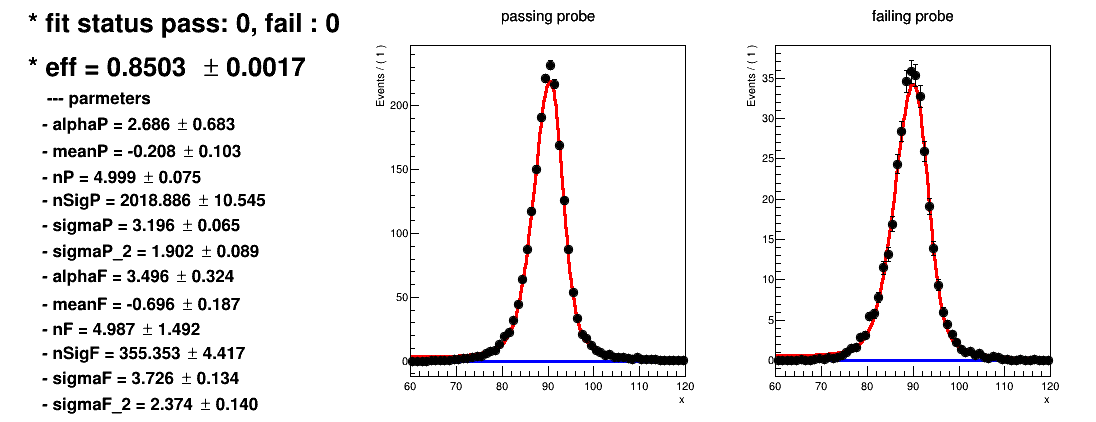 * fit status pass: 0, fail : 0
* eff = 0.8503 ± 0.0017
--- parmeters
- alphaP = 2.686 ± 0.683
- meanP = -0.208 ± 0.103
- nP = 4.999 ± 0.075
- nSigP = 2018.886 ± 10.545
- sigmaP = 3.196 ± 0.065
- sigmaP_2 = 1.902 ± 0.089
- alphaF = 3.496 ± 0.324
- meanF = -0.696 ± 0.187
- nF = 4.987 ± 1.492
- nSigF = 355.353 ± 4.417
- sigmaF = 3.726 ± 0.134
- sigmaF_2 = 2.374 ± 0.140
passing probe
Events / ( 1 )
200
150
100
50
0
60 70 80 90 100 110 120
x
failing probe
Events / ( 1 )
35
30
25
20
15
10
5
0
60 70 80 90 100 110 120
x